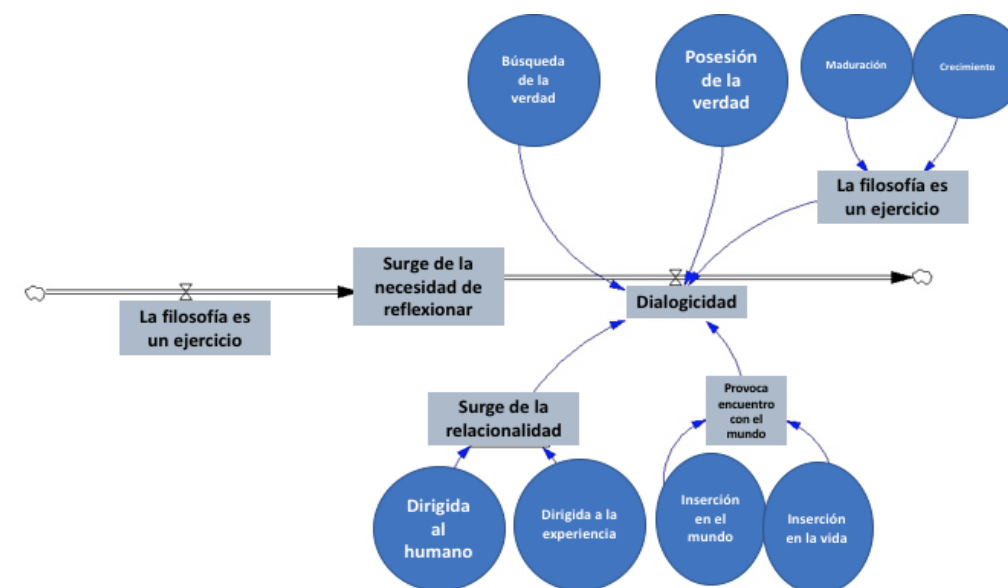 Búsqueda
de la
verdad
Posesión
de la
verdad
Maduración
Crecimiento
La filosofía es
un ejercicio
Surge de la
necesidad de
reflexionar
La filosofía es
un ejercicio
Dialogicidad
Surge de la
relacionalidad
Provoca
encuentro
con el
mundo
Dirigida
al
humano
Dirigida a la
experiencia
Inserción
en el
mundo
Inserción
en la vida